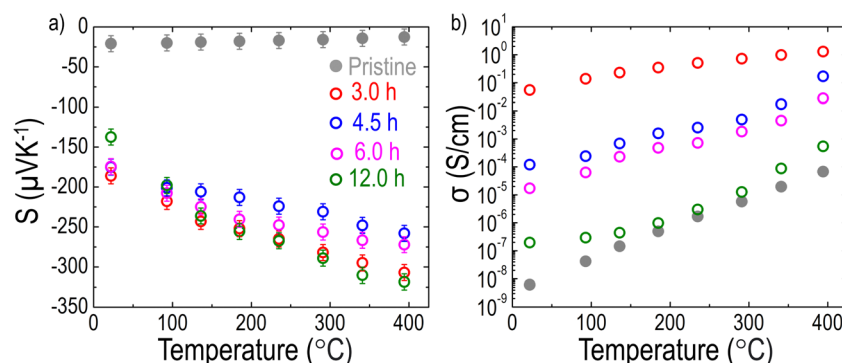 a)
S (µVK⁻¹)
0
-50
-100
-150
-200
-250
-300
-350
Pristine
3.0 h
4.5 h
6.0 h
12.0 h
0 100 200 300 400
Temperature (°C)
b)
σ (S/cm)
10¹
10⁰
10⁻¹
10⁻²
10⁻³
10⁻⁴
10⁻⁵
10⁻⁶
10⁻⁷
10⁻⁸
10⁻⁹
0 100 200 300 400
Temperature (°C)